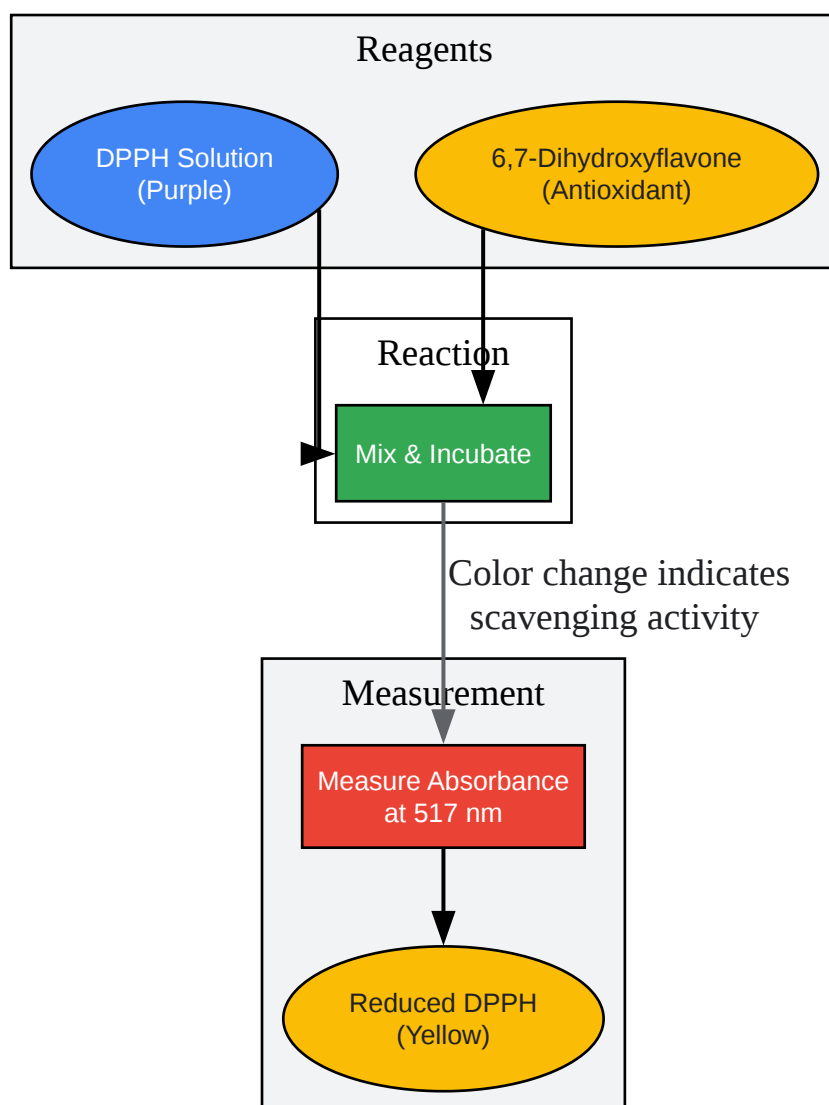 Reagents
DPPH Solution
(Purple)
6,7-Dihydroxyflavone
(Antioxidant)
Reaction
Mix & Incubate
Color change indicates
scavenging activity
Measurement
Measure Absorbance
at 517 nm
Reduced DPPH
(Yellow)